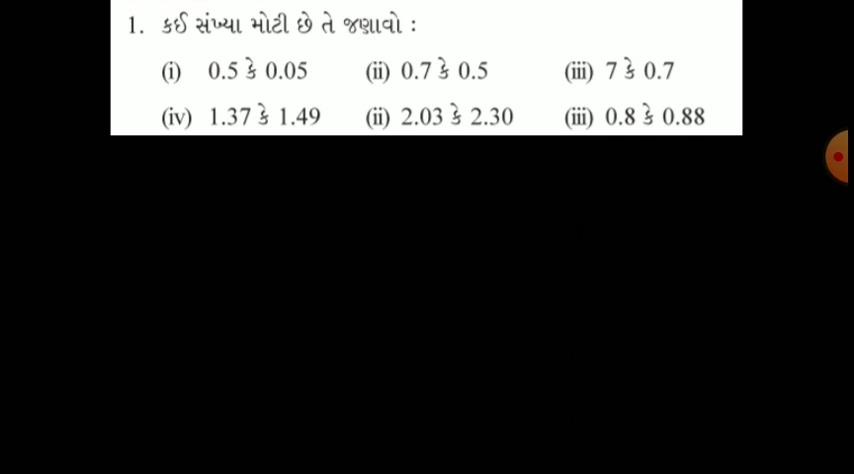 1. કઈ સંખ્યા મોટી છે તે જણાવો :
(i) 0.5 કે 0.05 (ii) 0.7 કે 0.5 (iii) 7 કે 0.7
(iv) 1.37 કે 1.49 (ii) 2.03 કે 2.30 (iii) 0.8 કે 0.88